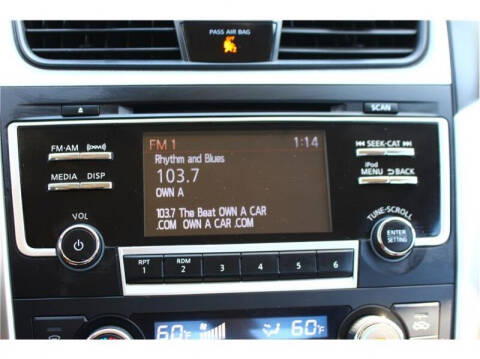 PASS AIR BAG
SCAN
FM·AM
MEDIA DISP
VOL
FM 1 1:14
Rhythm and Blues
103.7
OWN A
103.7 The Beat OWN A CAR
.COM OWN A CAR .COM
SEEK·CAT
iPod
MENU BACK
TUNE·SCROLL
ENTER
SETTING
RPT RDM
1 2 3 4 5 6
60°F 60°F